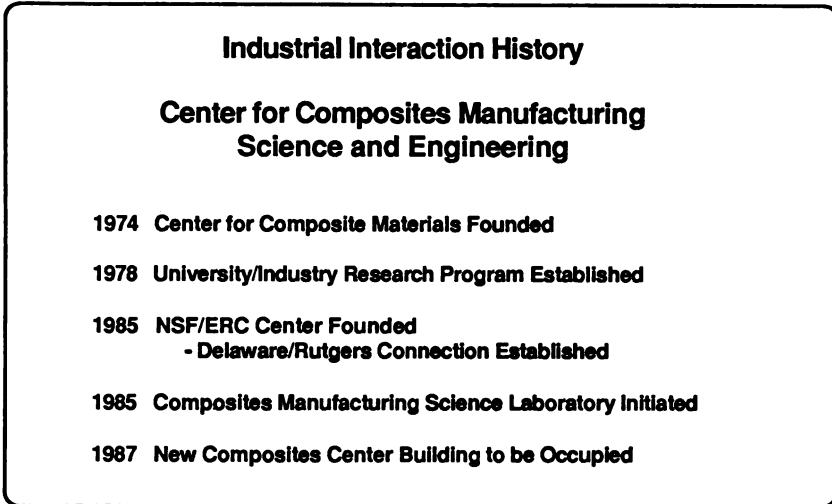 Industrial Interaction History
Center for Composites Manufacturing
Science and Engineering
1974 Center for Composite Materials Founded
1978 University/Industry Research Program Established
1985 NSF/ERC Center Founded
- Delaware/Rutgers Connection Established
1985 Composites Manufacturing Science Laboratory Initiated
1987 New Composites Center Building to be Occupied